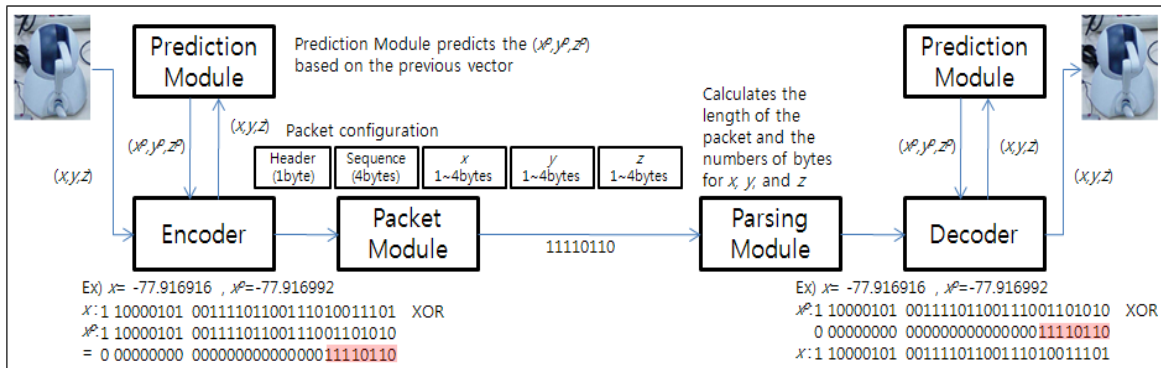 Prediction
Module
Prediction Module predicts the (xᵖ,yᵖ,zᵖ)
based on the previous vector
(xᵖ,yᵖ,zᵖ)
(x,y,z)
(x,y,z)
Packet configuration
Header
(1byte)
Sequence
(4bytes)
x
1~4bytes
y
1~4bytes
z
1~4bytes
Encoder
Packet
Module
11110110
Calculates the
length of the
packet and the
numbers of bytes
for x, y, and z
Parsing
Module
Prediction
Module
(xᵖ,yᵖ,zᵖ)
(x,y,z)
(x,y,z)
Decoder
Ex) x= -77.916916 , xᵖ=-77.916992
x:1 10000101 00111101100111010011101 XOR
xᵖ:1 10000101 00111101100111001101010
= 0 00000000 00000000000000011110110
Ex) x= -77.916916 , xᵖ=-77.916992
xᵖ:1 10000101 00111101100111001101010 XOR
0 00000000 00000000000000011110110
x:1 10000101 00111101100111010011101